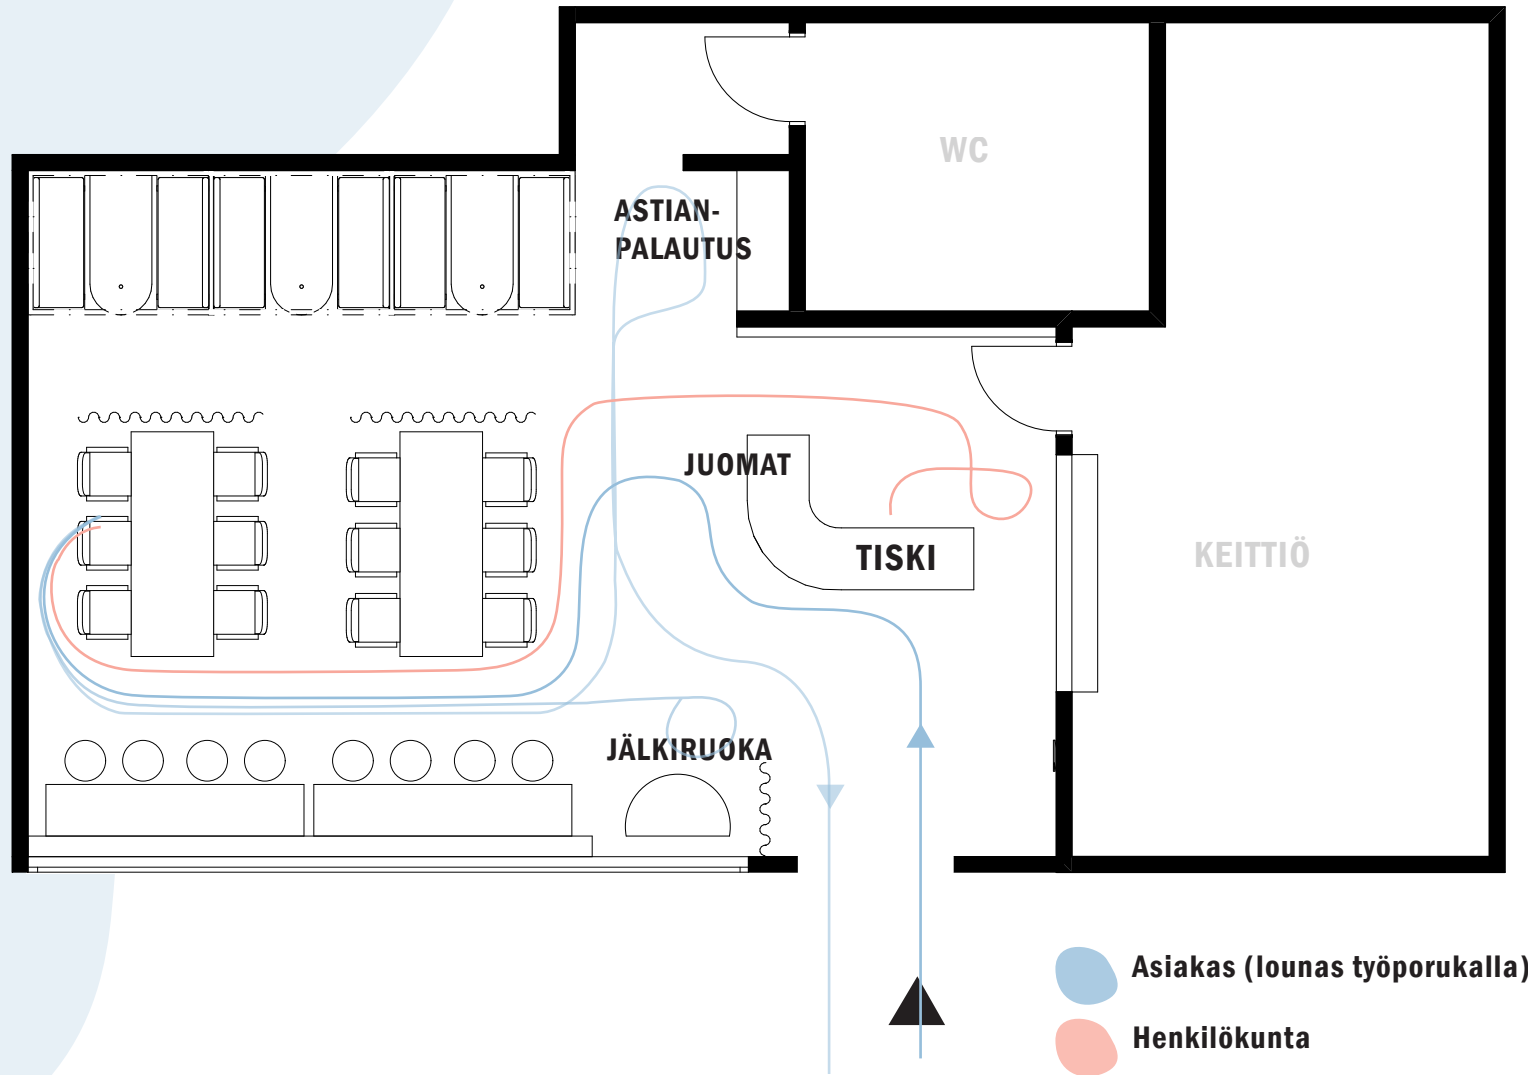 WC
ASTIAN-
PALAUTUS
JUOMAT
TISKI
KEITTIÖ
JÄLKIRUOKA
Asiakas (lounas työporukalla)
Henkilökunta